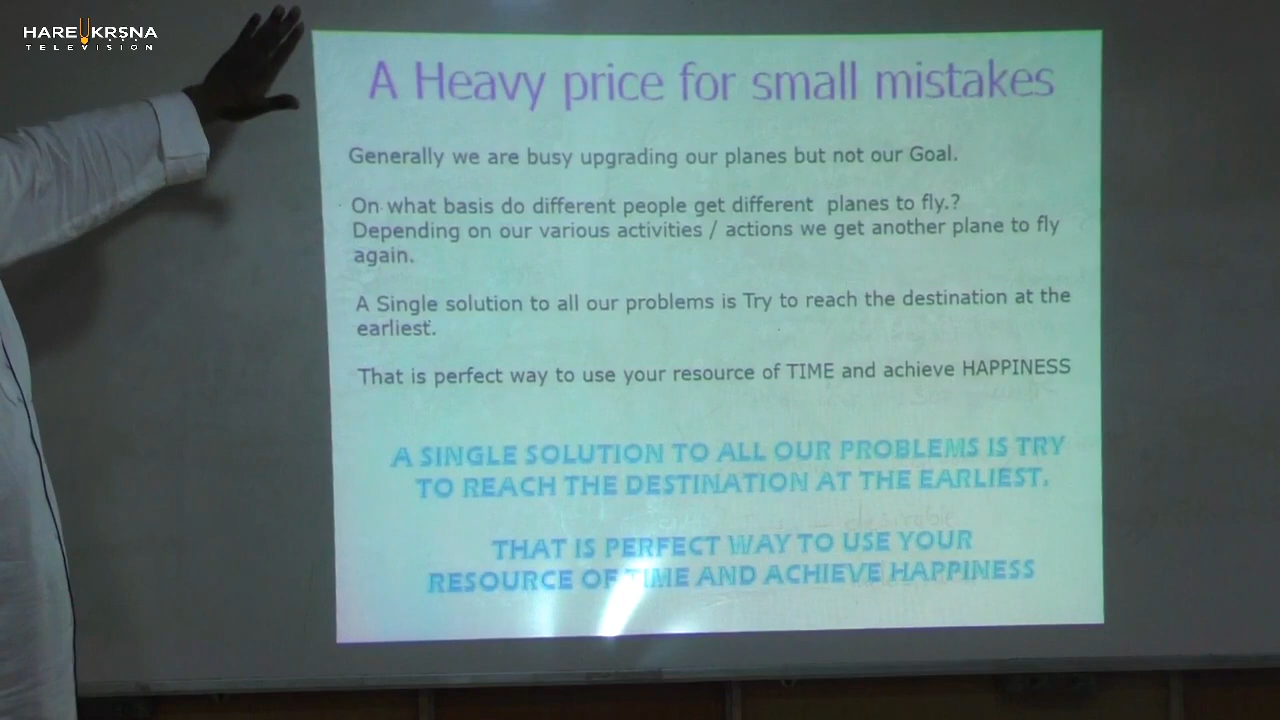 HARE KRSNA
TELEVISION
A Heavy price for small mistakes
Generally we are busy upgrading our planes but not our Goal.
On what basis do different people get different planes to fly.?
Depending on our various activities / actions we get another plane to fly
again.
A Single solution to all our problems is Try to reach the destination at the
earliest.
That is perfect way to use your resource of TIME and achieve HAPPINESS
A SINGLE SOLUTION TO ALL OUR PROBLEMS IS TRY
TO REACH THE DESTINATION AT THE EARLIEST.
desirable
THAT IS PERFECT WAY TO USE YOUR
RESOURCE OF TIME AND ACHIEVE HAPPINESS